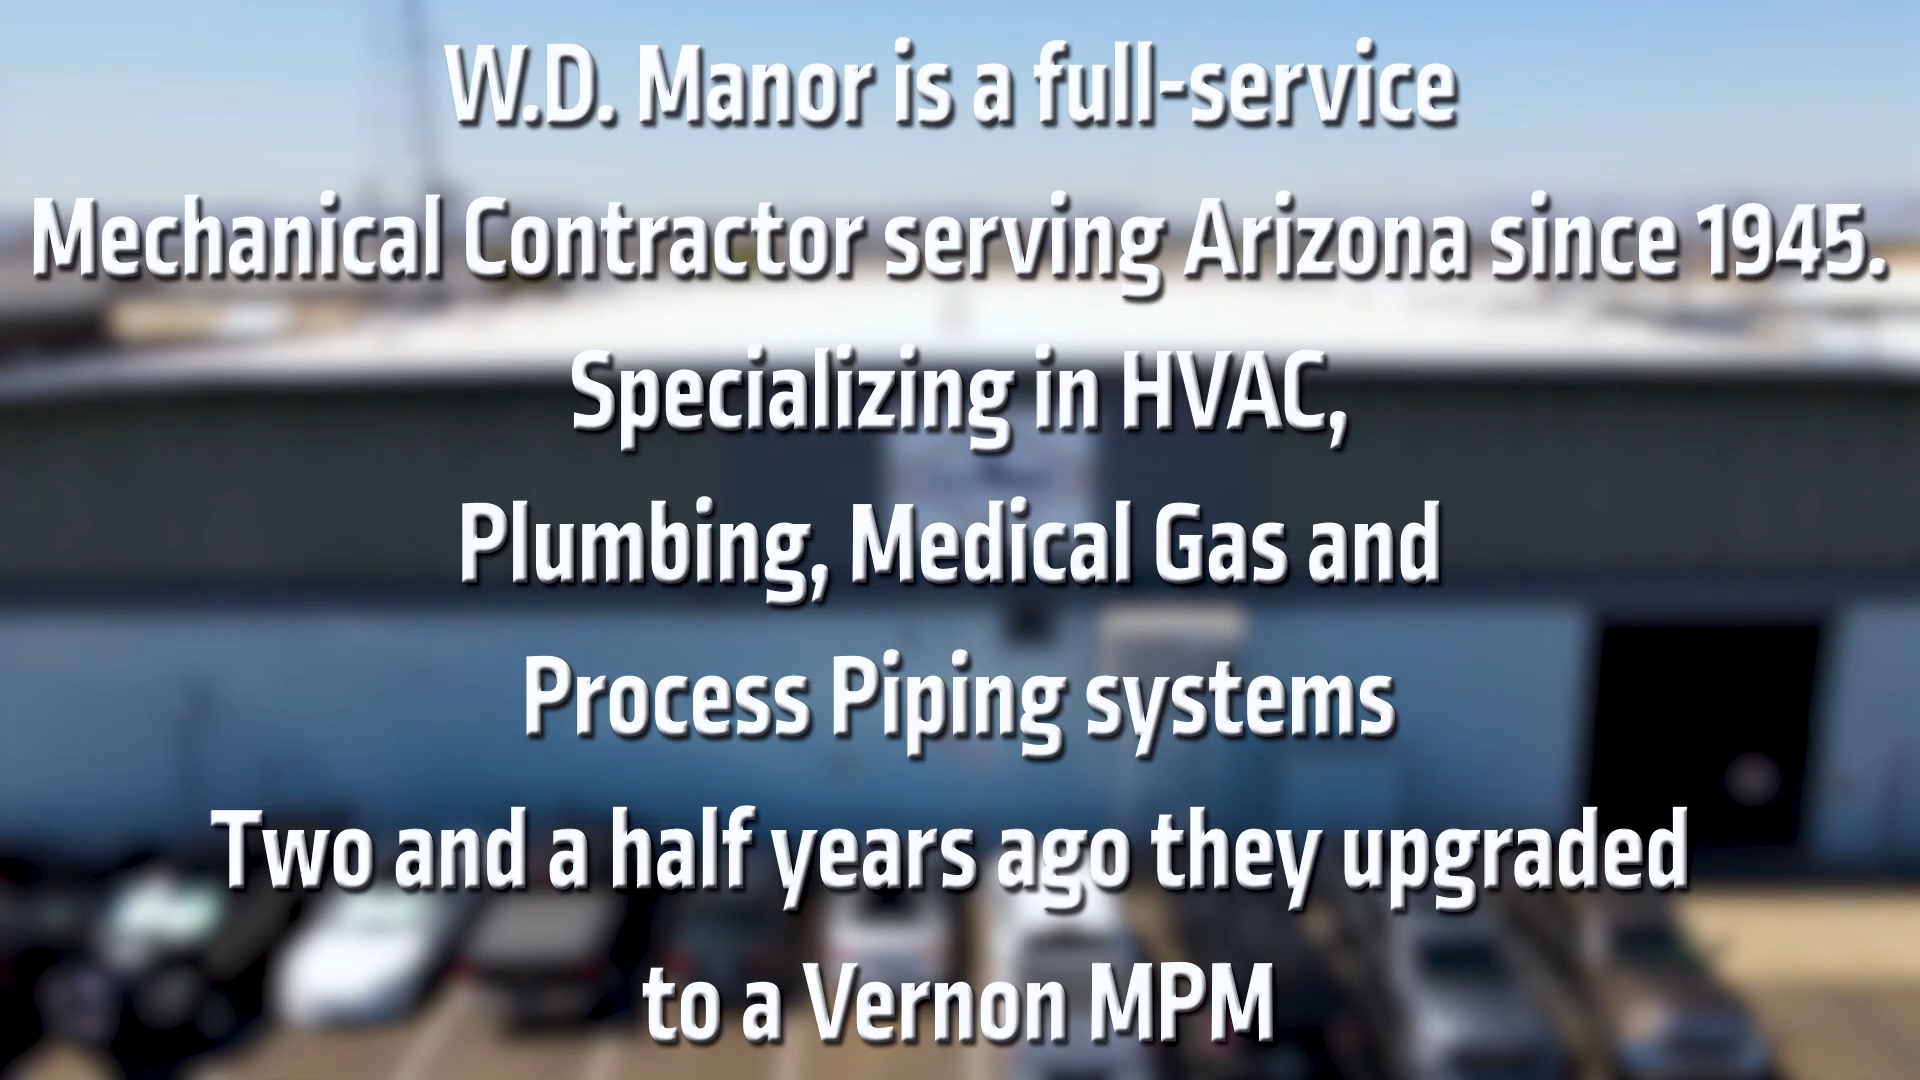 W.D. Manor is a full-service
Mechanical Contractor serving Arizona since 1945.
Specializing in HVAC,
Plumbing, Medical Gas and
Process Piping systems
Two and a half years ago they upgraded
to a Vernon MPM